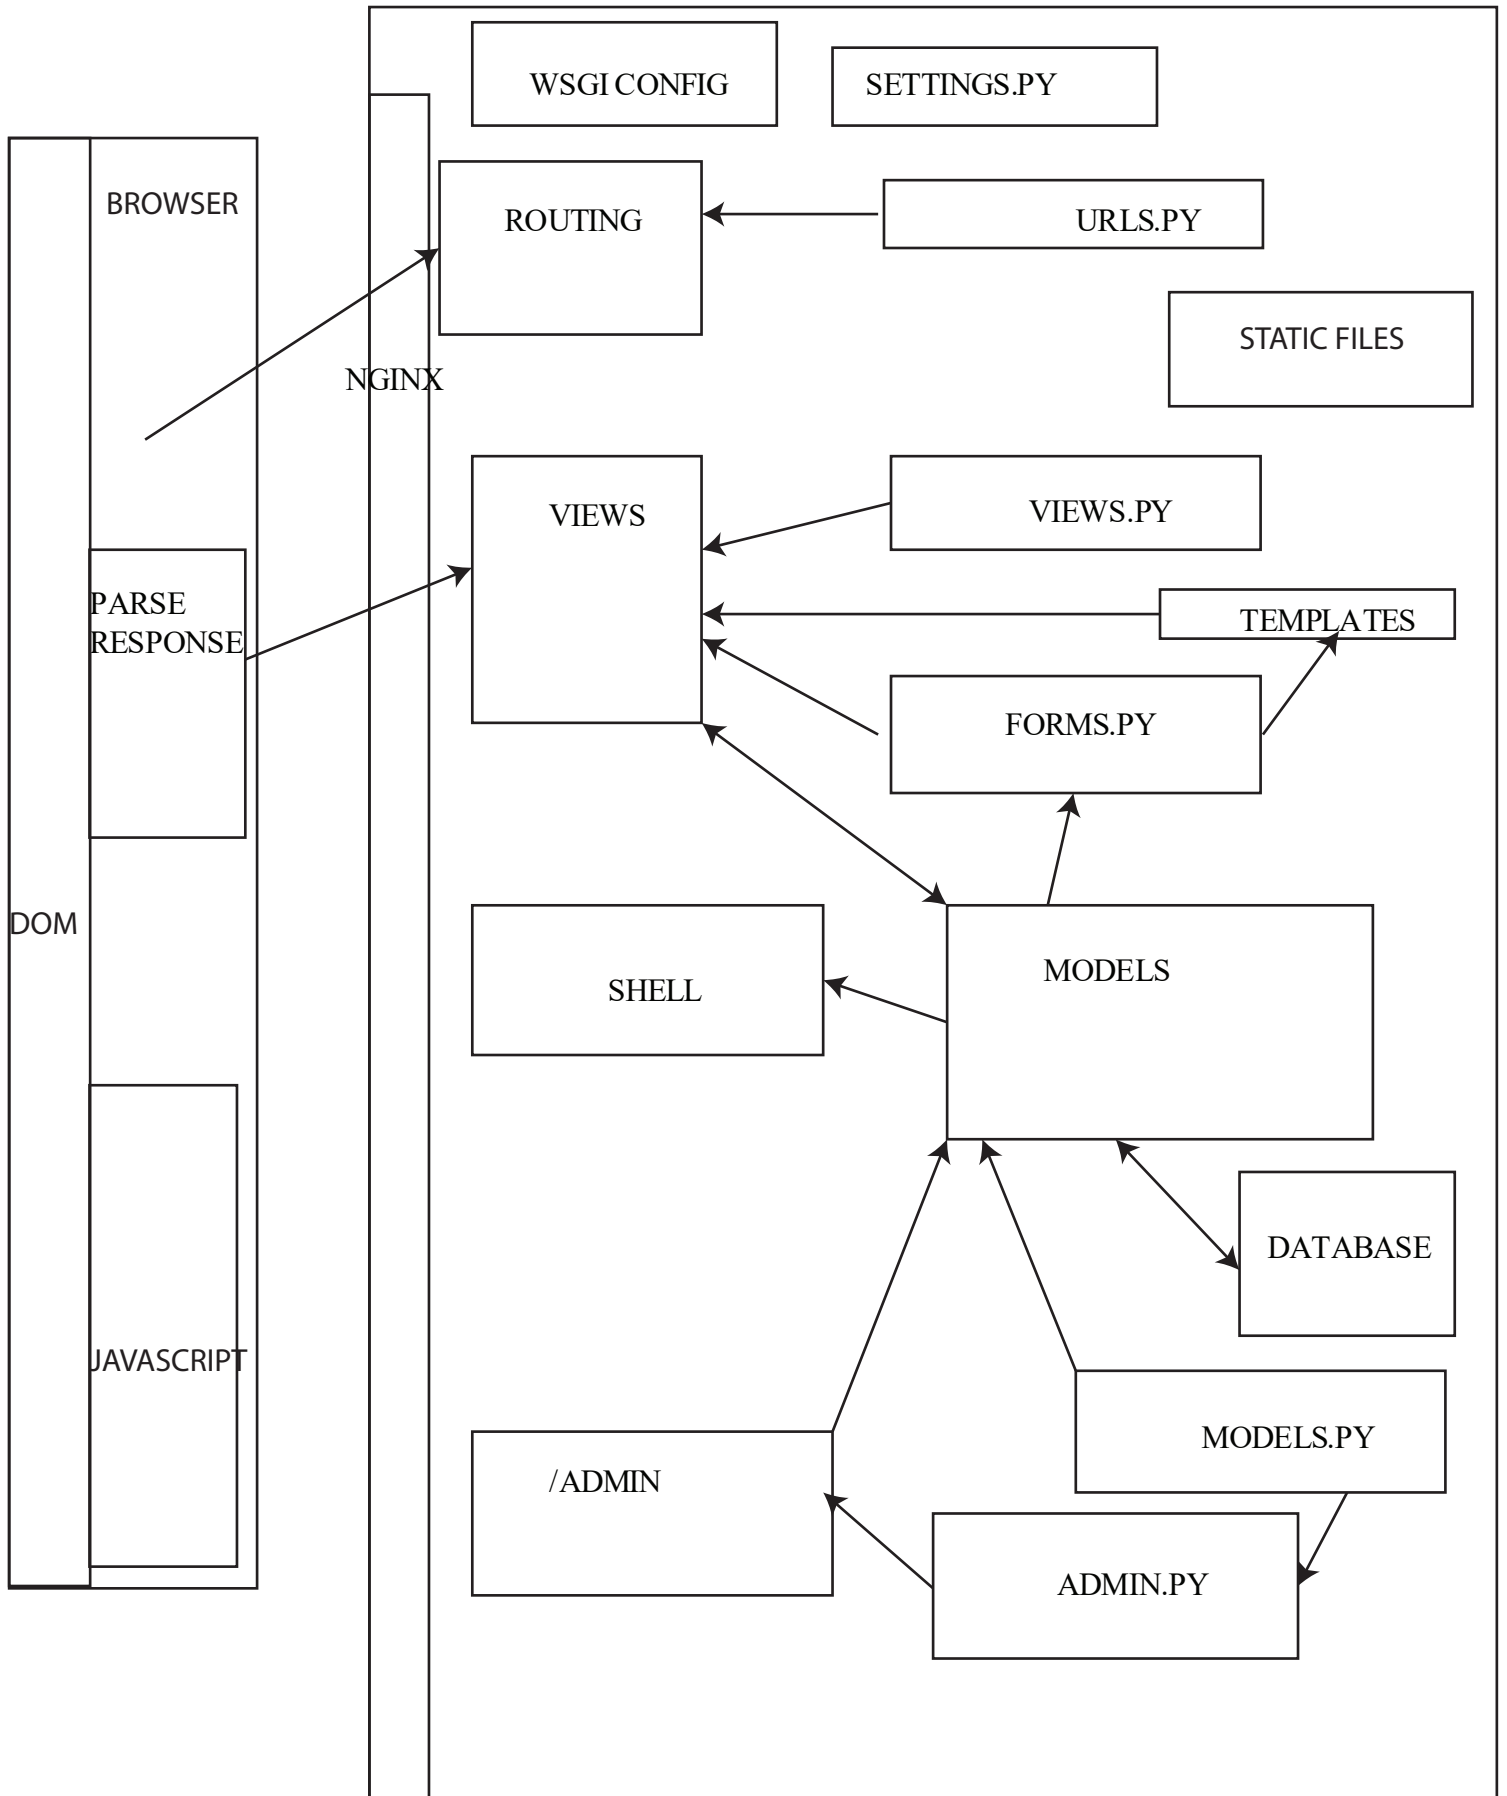 WSGI CONFIG
SETTINGS.PY
BROWSER
ROUTING
URLS.PY
STATIC FILES
NGINX
VIEWS
VIEWS.PY
PARSE
RESPONSE
TEMPLATES
FORMS.PY
DOM
SHELL
MODELS
DATABASE
JAVASCRIPT
MODELS.PY
/ADMIN
ADMIN.PY